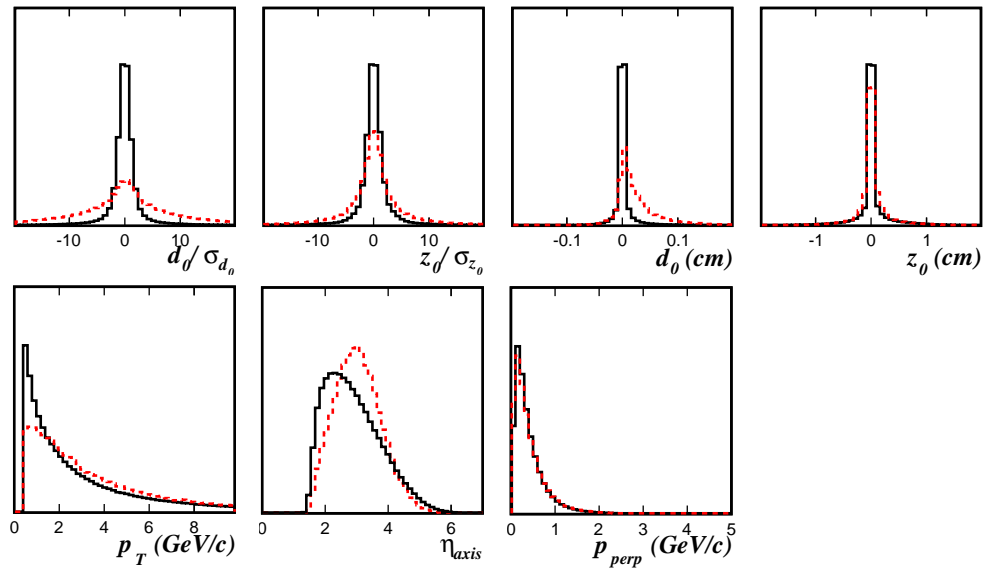 -10 0 10 -10 0 10 -0.1 0 0.1 -1 0 1
d0/ σd0 z0/ σz0 d0 (cm) z0 (cm)
0 2 4 6 8 0 2 4 6 0 1 2 3 4 5
pT (GeV/c) ηaxis pperp (GeV/c)